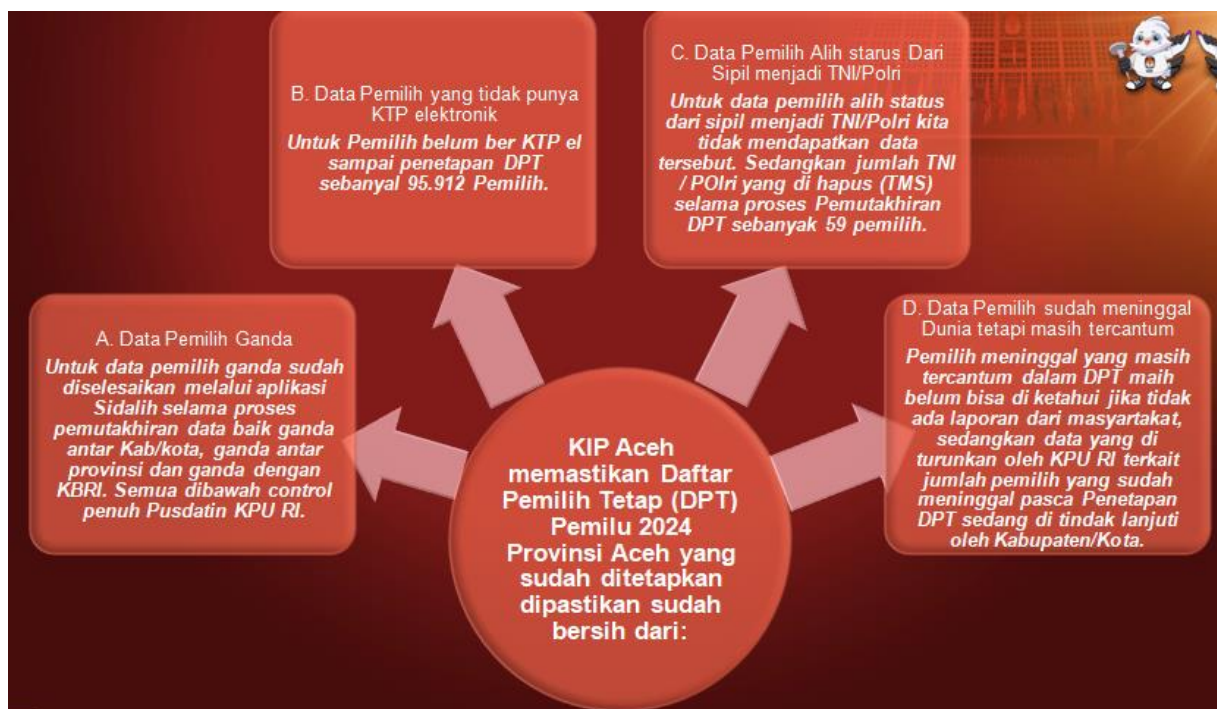 A. Data Pemilih Ganda
Untuk data pemilih ganda sudah
diselesaikan melalui aplikasi
Sidalih selama proses
pemutakhiran data baik ganda
antar Kab/kota, ganda antar
provinsi dan ganda dengan
KBRI. Semua dibawah control
penuh Pusdatin KPU RI.
B. Data Pemilih yang tidak punya
KTP elektronik
Untuk Pemilih belum ber KTP el
sampai penetapan DPT
sebanyal 95.912 Pemilih.
C. Data Pemilih Alih starus Dari
Sipil menjadi TNI/Polri
Untuk data pemilih alih status
dari sipil menjadi TNI/Polri kita
tidak mendapatkan data
tersebut. Sedangkan jumlah TNI
/ POlri yang di hapus (TMS)
selama proses Pemutakhiran
DPT sebanyak 59 pemilih.
D. Data Pemilih sudah meninggal
Dunia tetapi masih tercantum
Pemilih meninggal yang masih
tercantum dalam DPT maih
belum bisa di ketahui jika tidak
ada laporan dari masyartakat,
sedangkan data yang di
turunkan oleh KPU RI terkait
jumlah pemilih yang sudah
meninggal pasca Penetapan
DPT sedang di tindak lanjuti
oleh Kabupaten/Kota.
KIP Aceh
memastikan Daftar
Pemilih Tetap (DPT)
Pemilu 2024
Provinsi Aceh yang
sudah ditetapkan
dipastikan sudah
bersih dari: